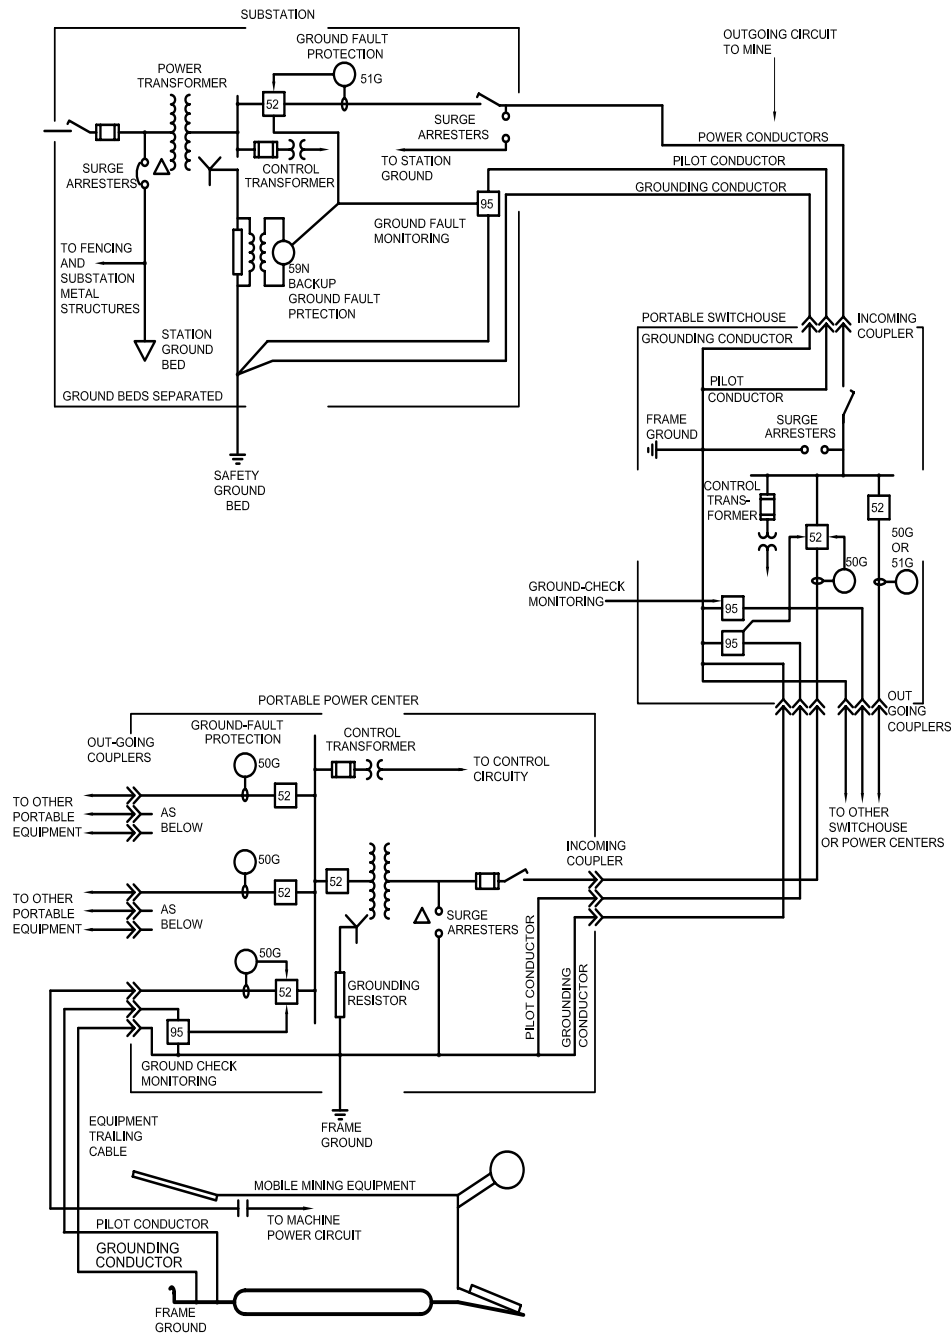 SUBSTATION
GROUND FAULT
PROTECTION
51G
OUTGOING CIRCUIT
TO MINE
POWER
TRANSFORMER
52
SURGE
ARRESTERS
POWER CONDUCTORS
SURGE
ARRESTERS
CONTROL
TRANSFORMER
TO STATION
GROUND
PILOT CONDUCTOR
GROUNDING CONDUCTOR
95
GROUND FAULT
MONITORING
TO FENCING
AND
SUBSTATION
METAL
STRUCTURES
59N
BACKUP
GROUND FAULT
PRTECTION
STATION
GROUND
BED
GROUND BEDS SEPARATED
SAFETY
GROUND
BED
PORTABLE SWITCHOUSE
INCOMING
COUPLER
GROUNDING CONDUCTOR
PILOT
CONDUCTOR
FRAME
GROUND
SURGE
ARRESTERS
CONTROL
TRANS-
FORMER
52
52
50G
50G
OR
51G
GROUND-CHECK
MONITORING
95
95
OUT
GOING
COUPLERS
TO OTHER
SWITCHOUSE
OR POWER CENTERS
PORTABLE POWER CENTER
OUT-GOING
COUPLERS
GROUND-FAULT
PROTECTION
50G
CONTROL
TRANSFORMER
TO CONTROL
CIRCUITY
52
TO OTHER
PORTABLE
EQUIPMENT
AS
BELOW
50G
52
52
INCOMING
COUPLER
TO OTHER
PORTABLE
EQUIPMENT
AS
BELOW
SURGE
ARRESTERS
50G
52
GROUNDING
RESISTOR
PILOT CONDUCTOR
GROUNDING
CONDUCTOR
95
GROUND CHECK
MONITORING
FRAME
GROUND
EQUIPMENT
TRAILING
CABLE
MOBILE MINING EQUIPMENT
TO MACHINE
POWER CIRCUIT
PILOT CONDUCTOR
GROUNDING
CONDUCTOR
FRAME
GROUND